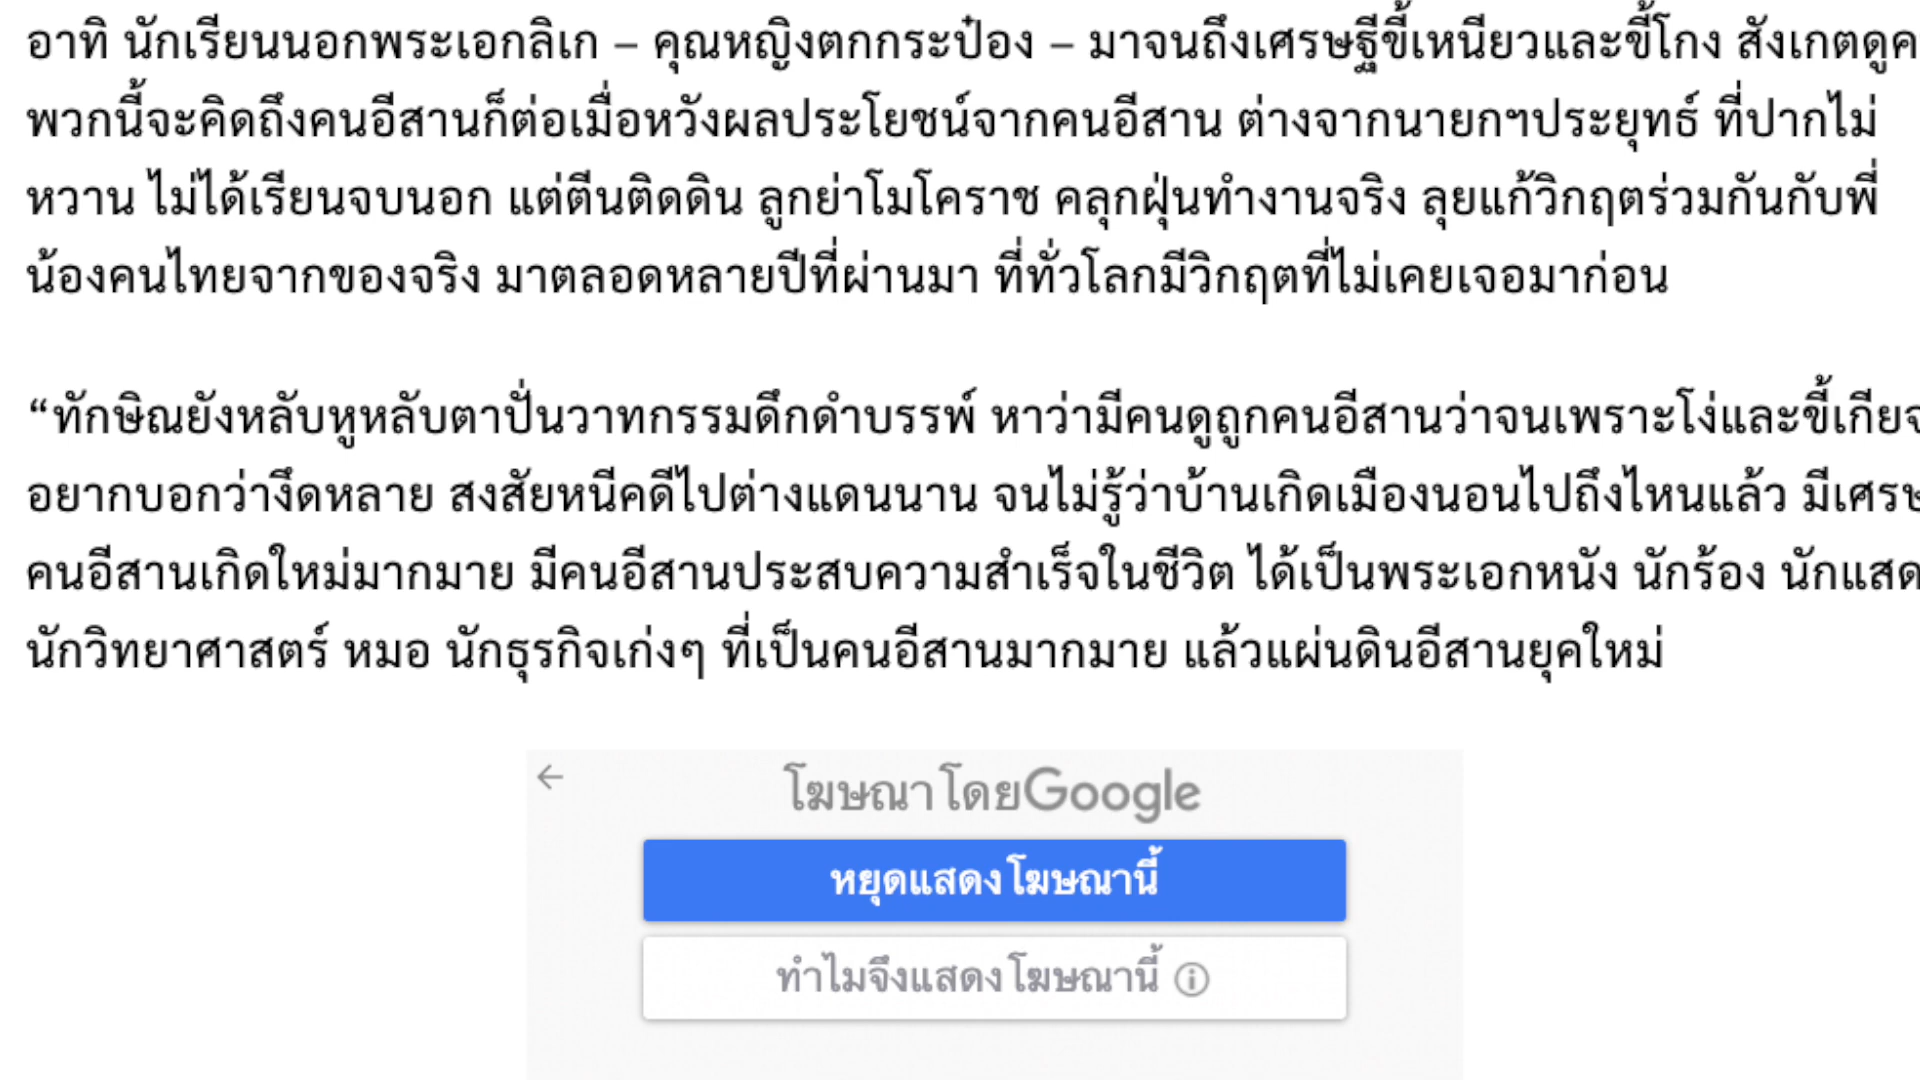 อาทิ นักเรียนนอกพระเอกลิเก – คุณหญิงตกกระป๋อง – มาจนถึงเศรษฐีขี้เหนียวและขี้โกง สังเกตดูค
พวกนี้จะคิดถึงคนอีสานก็ต่อเมื่อหวังผลประโยชน์จากคนอีสาน ต่างจากนายกฯประยุทธ์ ที่ปากไม่
หวาน ไม่ได้เรียนจบนอก แต่ตีนติดดิน ลูกย่าโมโคราช คลุกฝุ่นทำงานจริง ลุยแก้วิกฤตร่วมกันกับพี่
น้องคนไทยจากของจริง มาตลอดหลายปีที่ผ่านมา ที่ทั่วโลกมีวิกฤตที่ไม่เคยเจอมาก่อน
“ทักษิณยังหลับหูหลับตาปั่นวาทกรรมดึกดำบรรพ์ หาว่ามีคนดูถูกคนอีสานว่าจนเพราะโง่และขี้เกียจ
อยากบอกว่างึดหลาย สงสัยหนีคดีไปต่างแดนนาน จนไม่รู้ว่าบ้านเกิดเมืองนอนไปถึงไหนแล้ว มีเศรษ
คนอีสานเกิดใหม่มากมาย มีคนอีสานประสบความสำเร็จในชีวิต ได้เป็นพระเอกหนัง นักร้อง นักแสด
นักวิทยาศาสตร์ หมอ นักธุรกิจเก่งๆ ที่เป็นคนอีสานมากมาย แล้วแผ่นดินอีสานยุคใหม่
โฆษณาโดยGoogle
หยุดแสดงโฆษณานี้
ทำไมจึงแสดงโฆษณานี้